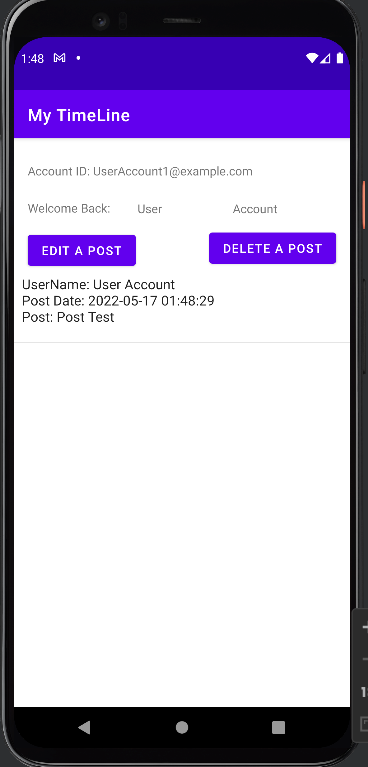 1:48
My TimeLine
Account ID: UserAccount1@example.com
Welcome Back: User Account
EDIT A POST DELETE A POST
UserName: User Account
Post Date: 2022-05-17 01:48:29
Post: Post Test